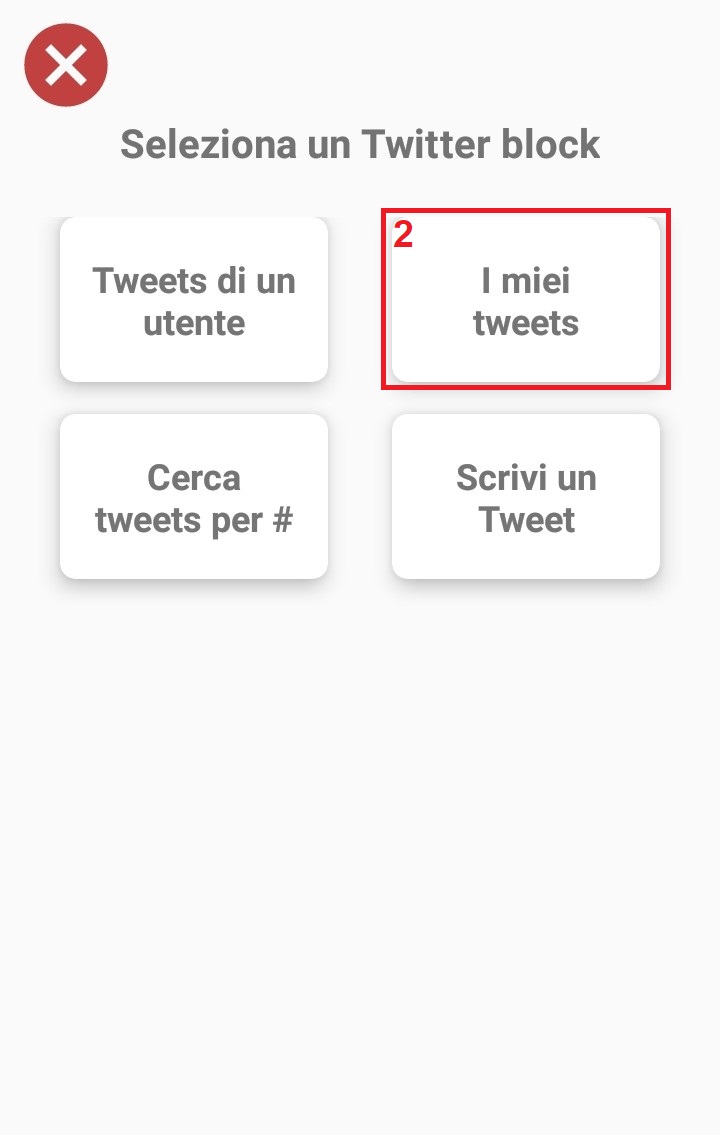 Seleziona un Twitter block
Tweets di un
utente
2
I miei
tweets
Cerca
tweets per #
Scrivi un
Tweet